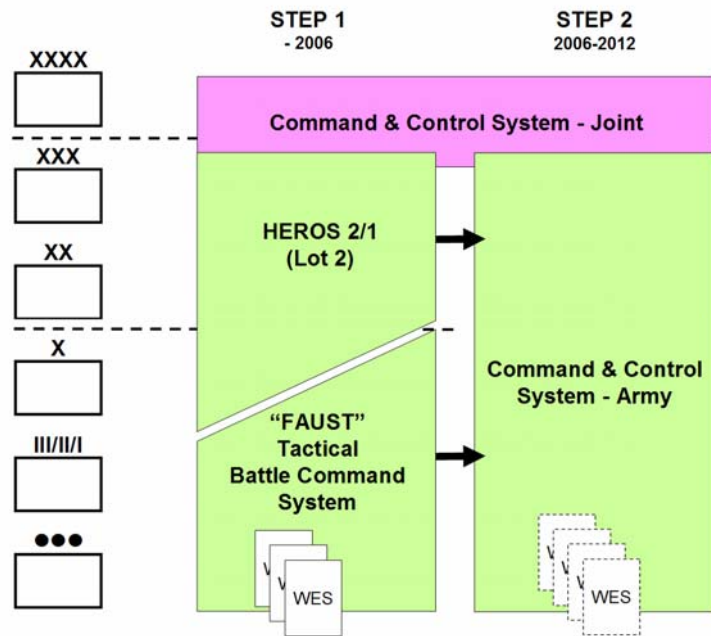 STEP 1
- 2006
STEP 2
2006-2012
XXXX
Command & Control System - Joint
XXX
HEROS 2/1
(Lot 2)
XX
X
Command & Control
System - Army
"FAUST"
Tactical
Battle Command
System
III/II/I
●●●
WES
WES